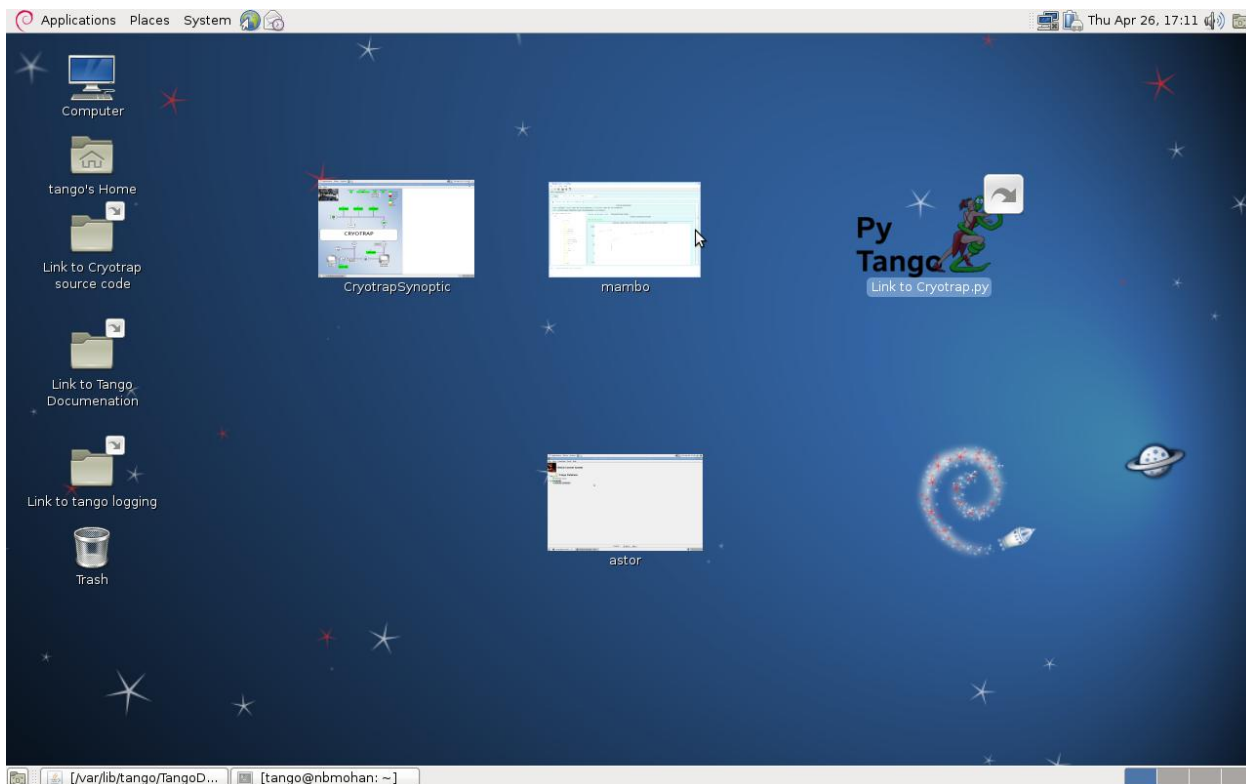 Applications Places System
Thu Apr 26, 17:11
Computer
tango's Home
Link to Cryotrap
source code
Link to Tango
Documenation
Link to tango logging
Trash
CRYOTRAP
CryotrapSynoptic
mambo
Py
Tango
Link to Cryotrap.py
astor
[/var/lib/tango/TangoD...
[tango@nbmohan: ~]